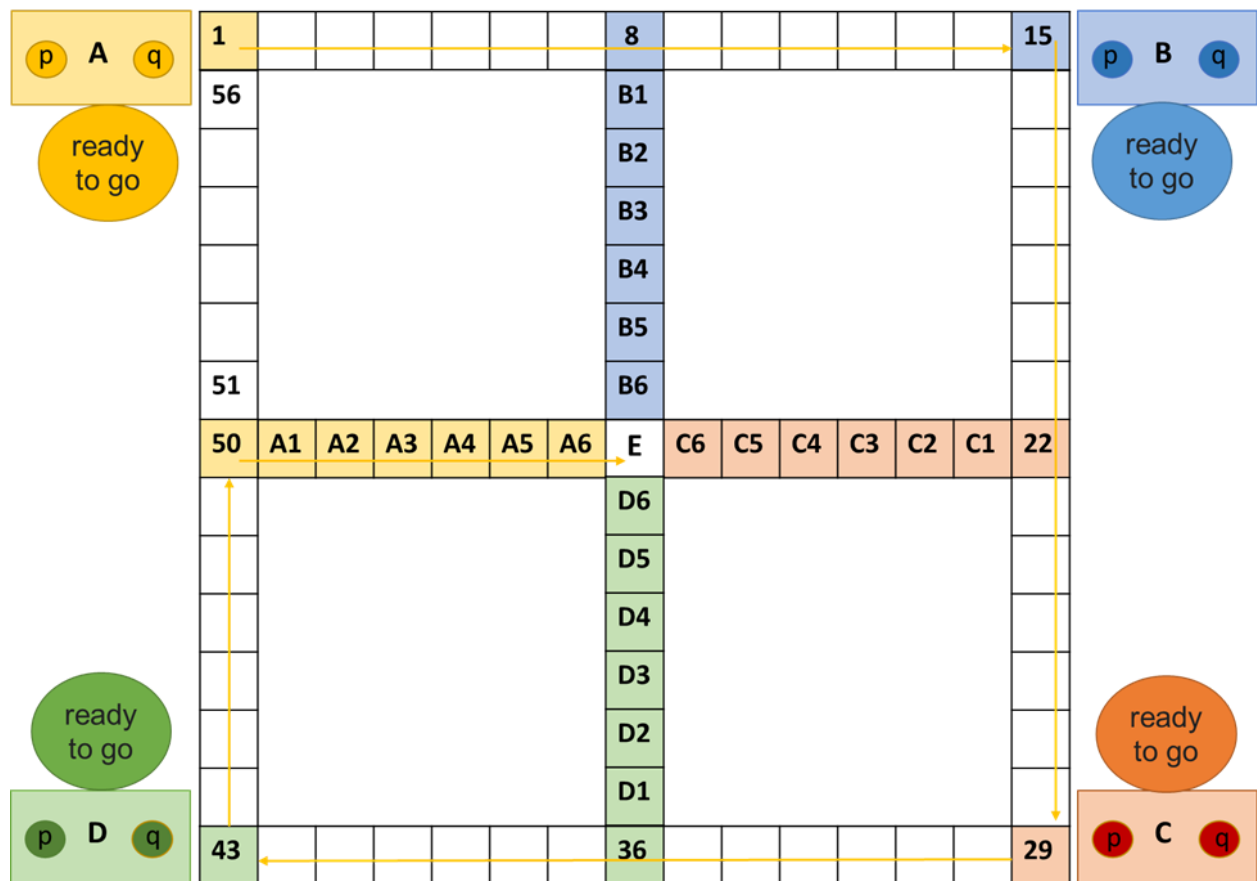 p A q 1 8 15 p B q
56 B1
ready
to go
ready
to go
B2
B3
B4
B5
51 B6
50 A1 A2 A3 A4 A5 A6 E C6 C5 C4 C3 C2 C1 22
D6
D5
D4
D3
ready
to go
ready
to go
D2
D1
p D q 43 36 29 p C q